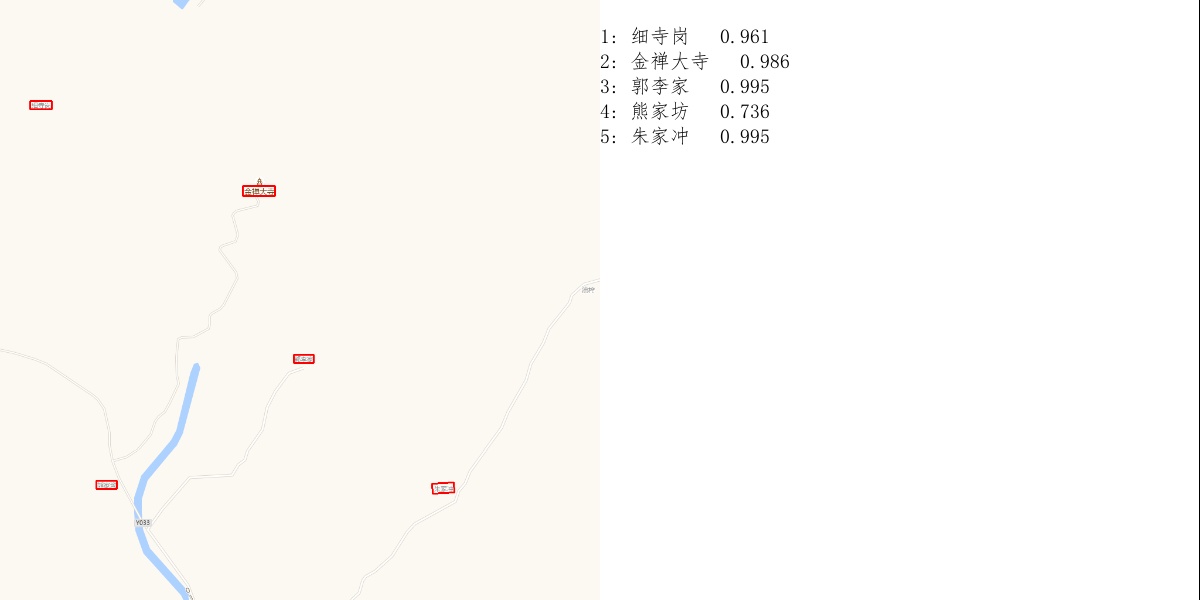 金禅大寺
Y033
1: 细寺岗 0.961
2: 金禅大寺 0.986
3: 郭李家 0.995
4: 熊家坊 0.736
5: 朱家冲 0.995